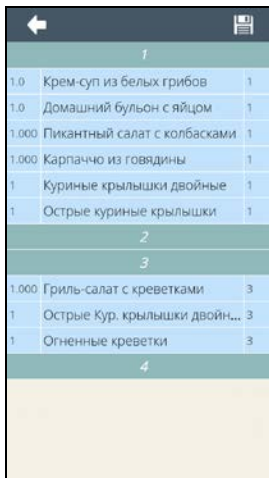 1
1.0 Крем-суп из белых грибов 1
1.0 Домашний бульон с яйцом 1
1.000 Пикантный салат с колбасками 1
1.000 Карпаччо из говядины 1
1 Куриные крылышки двойные 1
1 Острые куриные крылышки 1
2
3
1.000 Гриль-салат с креветками 3
1 Острые Кур. крылышки двойн... 3
1 Огненные креветки 3
4